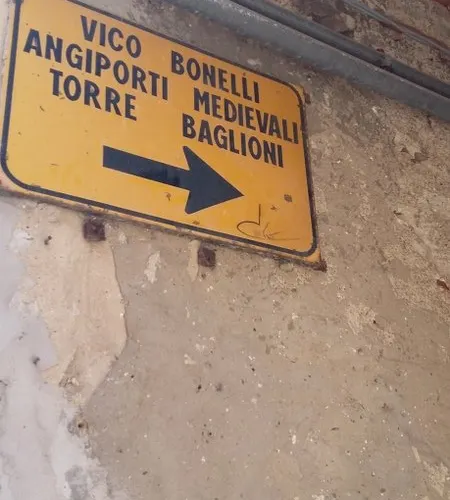 VICO BONELLI
ANGIPORTI MEDIEVALI
TORRE BAGLIONI